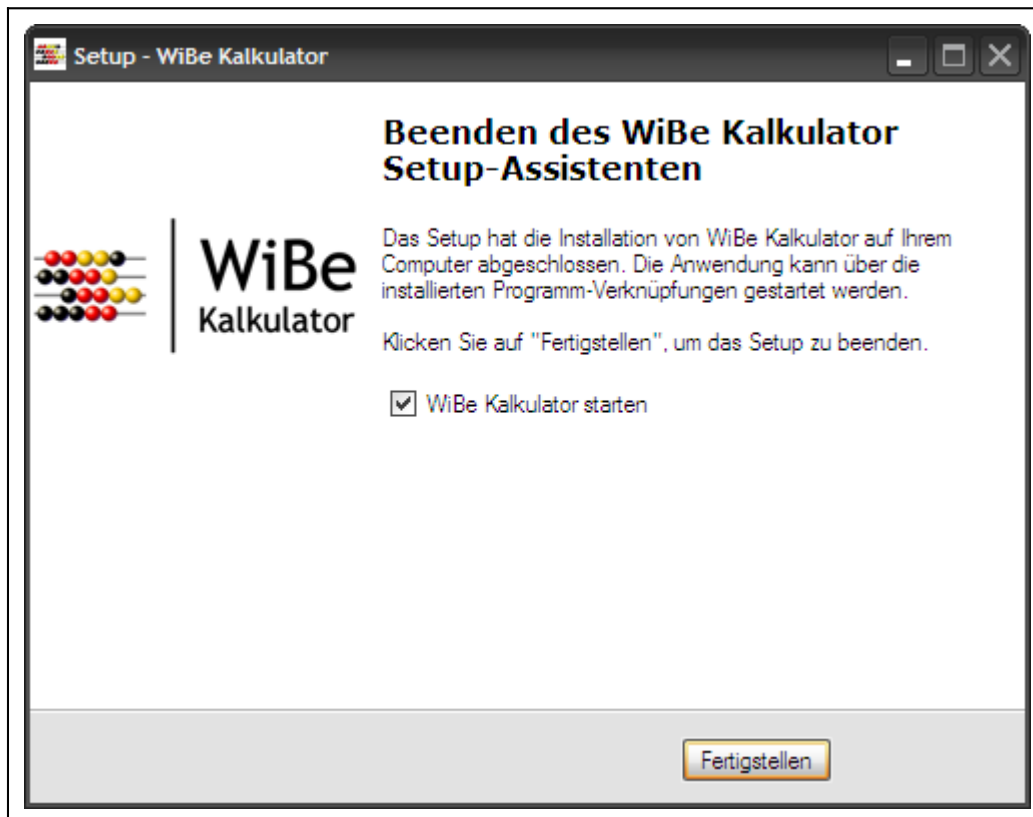 Setup - WiBe Kalkulator
Beenden des WiBe Kalkulator
Setup-Assistenten
WiBe
Kalkulator
Das Setup hat die Installation von WiBe Kalkulator auf Ihrem
Computer abgeschlossen. Die Anwendung kann über die
installierten Programm-Verknüpfungen gestartet werden.
Klicken Sie auf "Fertigstellen", um das Setup zu beenden.
WiBe Kalkulator starten
Fertigstellen